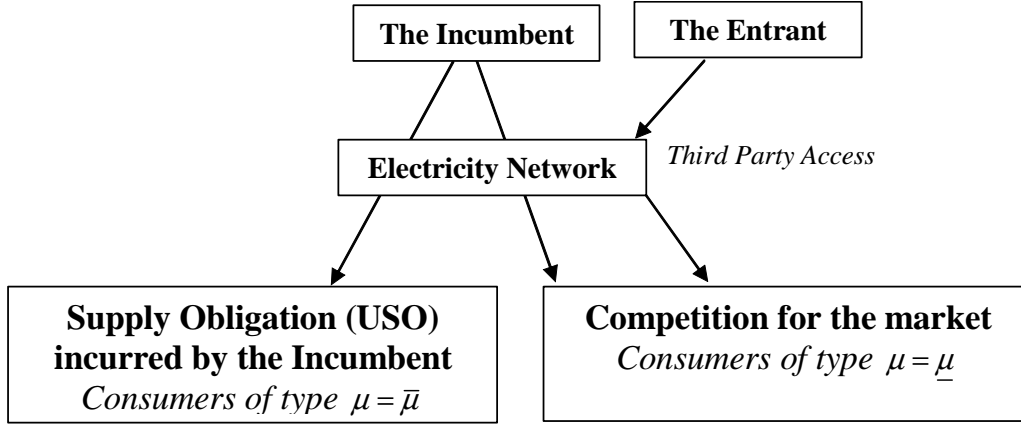 The Incumbent
The Entrant
Third Party Access
Electricity Network
Supply Obligation (USO)
incurred by the Incumbent
Consumers of type μ = μ̅
Competition for the market
Consumers of type μ = μ̲